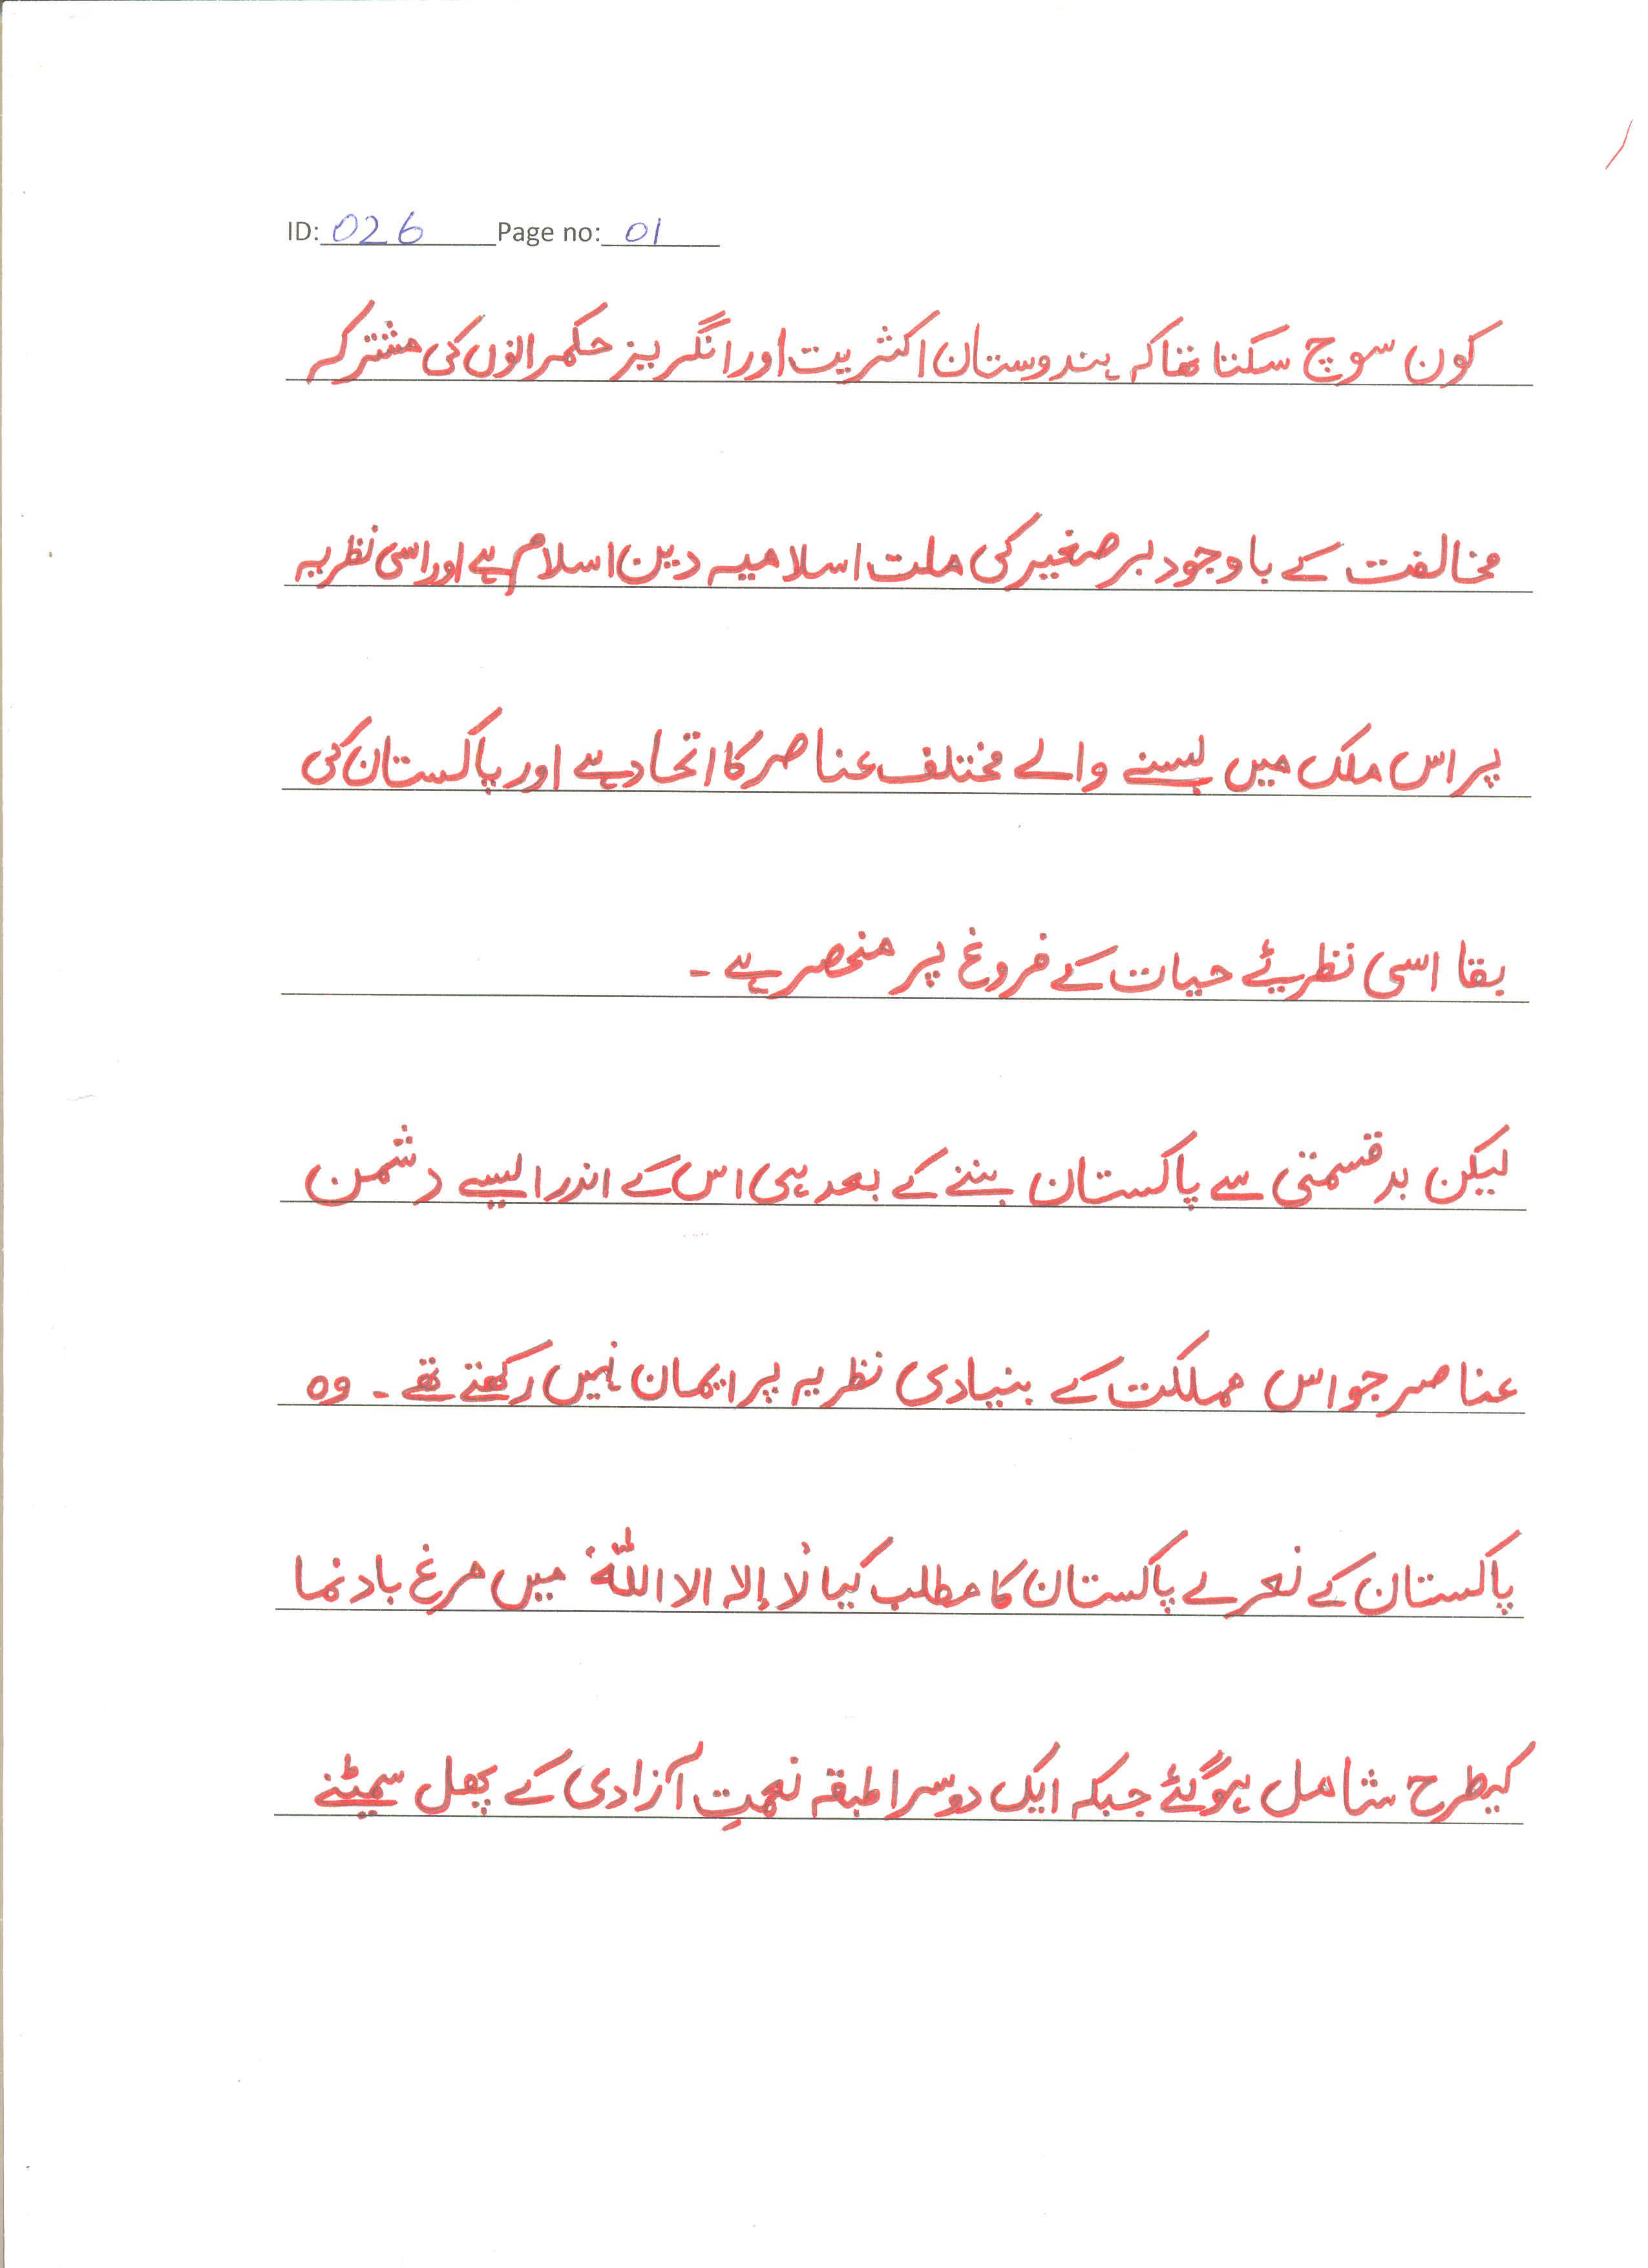 ID: 026 Page no: 01
کون سوچ سکتا تھا کہ ہندوستان اکثریت اور انگریز حکمرانوں کی مشترکہ
مخالفت کے باوجود بر صغیر کی ملت اسلامیہ دین اسلام ہے اور اسی نظریہ
پر اس ملک میں بسنے والے مختلف عناصر کا اتحاد ہے اور پاکستان کی
بقا اسی نظریئے حیات کے فروغ پر منحصر ہے ۔
لیکن بدقسمتی سے پاکستان بننے کے بعد ہی اس کے اندر ایسے دشمن
عناصر جو اس مملکت کے بنیادی نظریہ پر ایمان نہیں رکھتے تھے ۔ وہ
پاکستان کے نعرے پاکستان کا مطلب کیا لا إلہ الا اللہ میں مرغ باد نما
کیطرح شامل ہوگئے جبکہ ایک دوسرا طبقہ نعمتِ آزادی کے پھل سمیٹنے